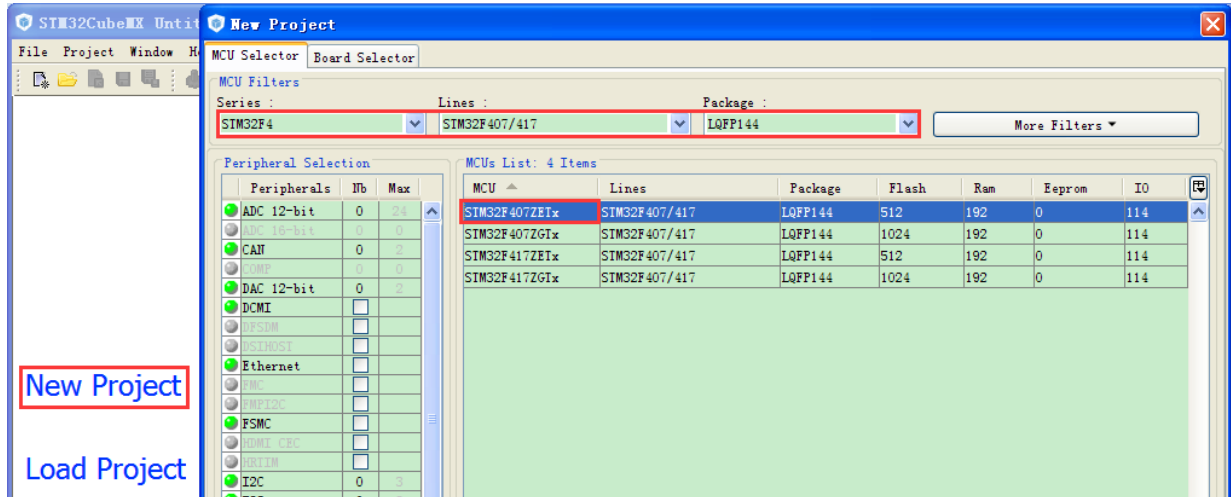 STM32CubeMX Untit
New Project
File Project Window He
MCU Selector Board Selector
MCU Filters
Series : Lines : Package :
STM32F4 STM32F407/417 LQFP144 More Filters
Peripheral Selection MCUs List: 4 Items
Peripherals Nb Max MCU Lines Package Flash Ram Eeprom IO
ADC 12-bit 0 24 STM32F407ZETx STM32F407/417 LQFP144 512 192 0 114
ADC 16-bit 0 0 STM32F407ZGTx STM32F407/417 LQFP144 1024 192 0 114
CAN 0 2 STM32F417ZETx STM32F407/417 LQFP144 512 192 0 114
COMP 0 0 STM32F417ZGTx STM32F407/417 LQFP144 1024 192 0 114
DAC 12-bit 0 2
DCMI
DFSDM
DSIHOST
Ethernet
New Project FMC
FMPI2C
FSMC
HDMI CEC
HRTIM
Load Project
I2C 0 3